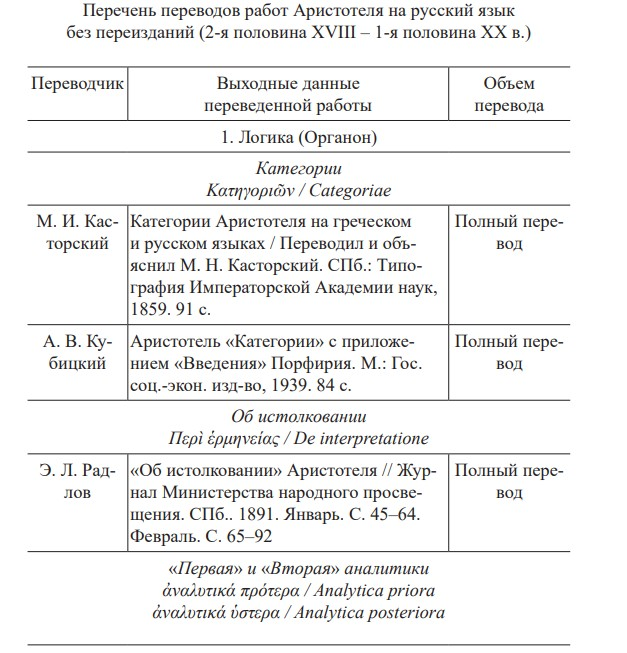 Перечень переводов работ Аристотеля на русский язык
без переизданий (2-я половина XVIII – 1-я половина XX в.)
Переводчик
Выходные данные
переведенной работы
Объем
перевода
1. Логика (Органон)
Категории
Κατηγοριῶν / Categoriae
М. И. Кас-
торский
Категории Аристотеля на греческом
и русском языках / Переводил и объ-
яснил М. Н. Касторский. СПб.: Типо-
графия Императорской Академии наук,
1859. 91 с.
Полный пере-
вод
А. В. Ку-
бицкий
Аристотель «Категории» с приложе-
нием «Введения» Порфирия. М.: Гос.
соц.-экон. изд-во, 1939. 84 с.
Полный пере-
вод
Об истолковании
Περὶ ἑρμηνείας / De interpretatione
Э. Л. Рад-
лов
«Об истолковании» Аристотеля // Жур-
нал Министерства народного просве-
щения. СПб.. 1891. Январь. С. 45–64.
Февраль. С. 65–92
Полный пере-
вод
«Первая» и «Вторая» аналитики
ἀναλυτικά πρότερα / Analytica priora
ἀναλυτικά ὑστερα / Analytica posteriora